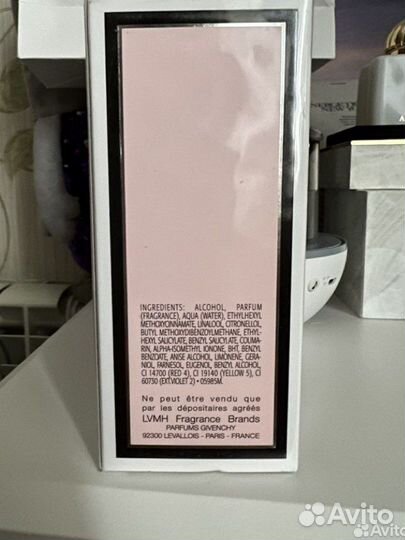 INGREDIENTS: ALCOHOL, PARFUM
(FRAGRANCE), AQUA (WATER), ETHYLHEXYL
METHOXYCINNAMATE, LINALOOL, CITRONELLOL,
BUTYL METHOXYDIBENZOYLMETHANE, ETHYL-
HEXYL SALICYLATE, BENZYL SALICYLATE, COUMA-
RIN, ALPHA-ISOMETHYL IONONE, BHT, BENZYL
BENZOATE, ANISE ALCOHOL, LIMONENE, GERA-
NIOL, FARNESOL, EUGENOL, BENZYL ALCOHOL,
CI 14700 (RED 4), CI 19140 (YELLOW 5), CI
60730 (EXT.VIOLET 2) • 05985M.
Ne peut être vendu que
par les dépositaires agréés
LVMH Fragrance Brands
PARFUMS GIVENCHY
92300 LEVALLOIS - PARIS - FRANCE
A
Avito
Avito